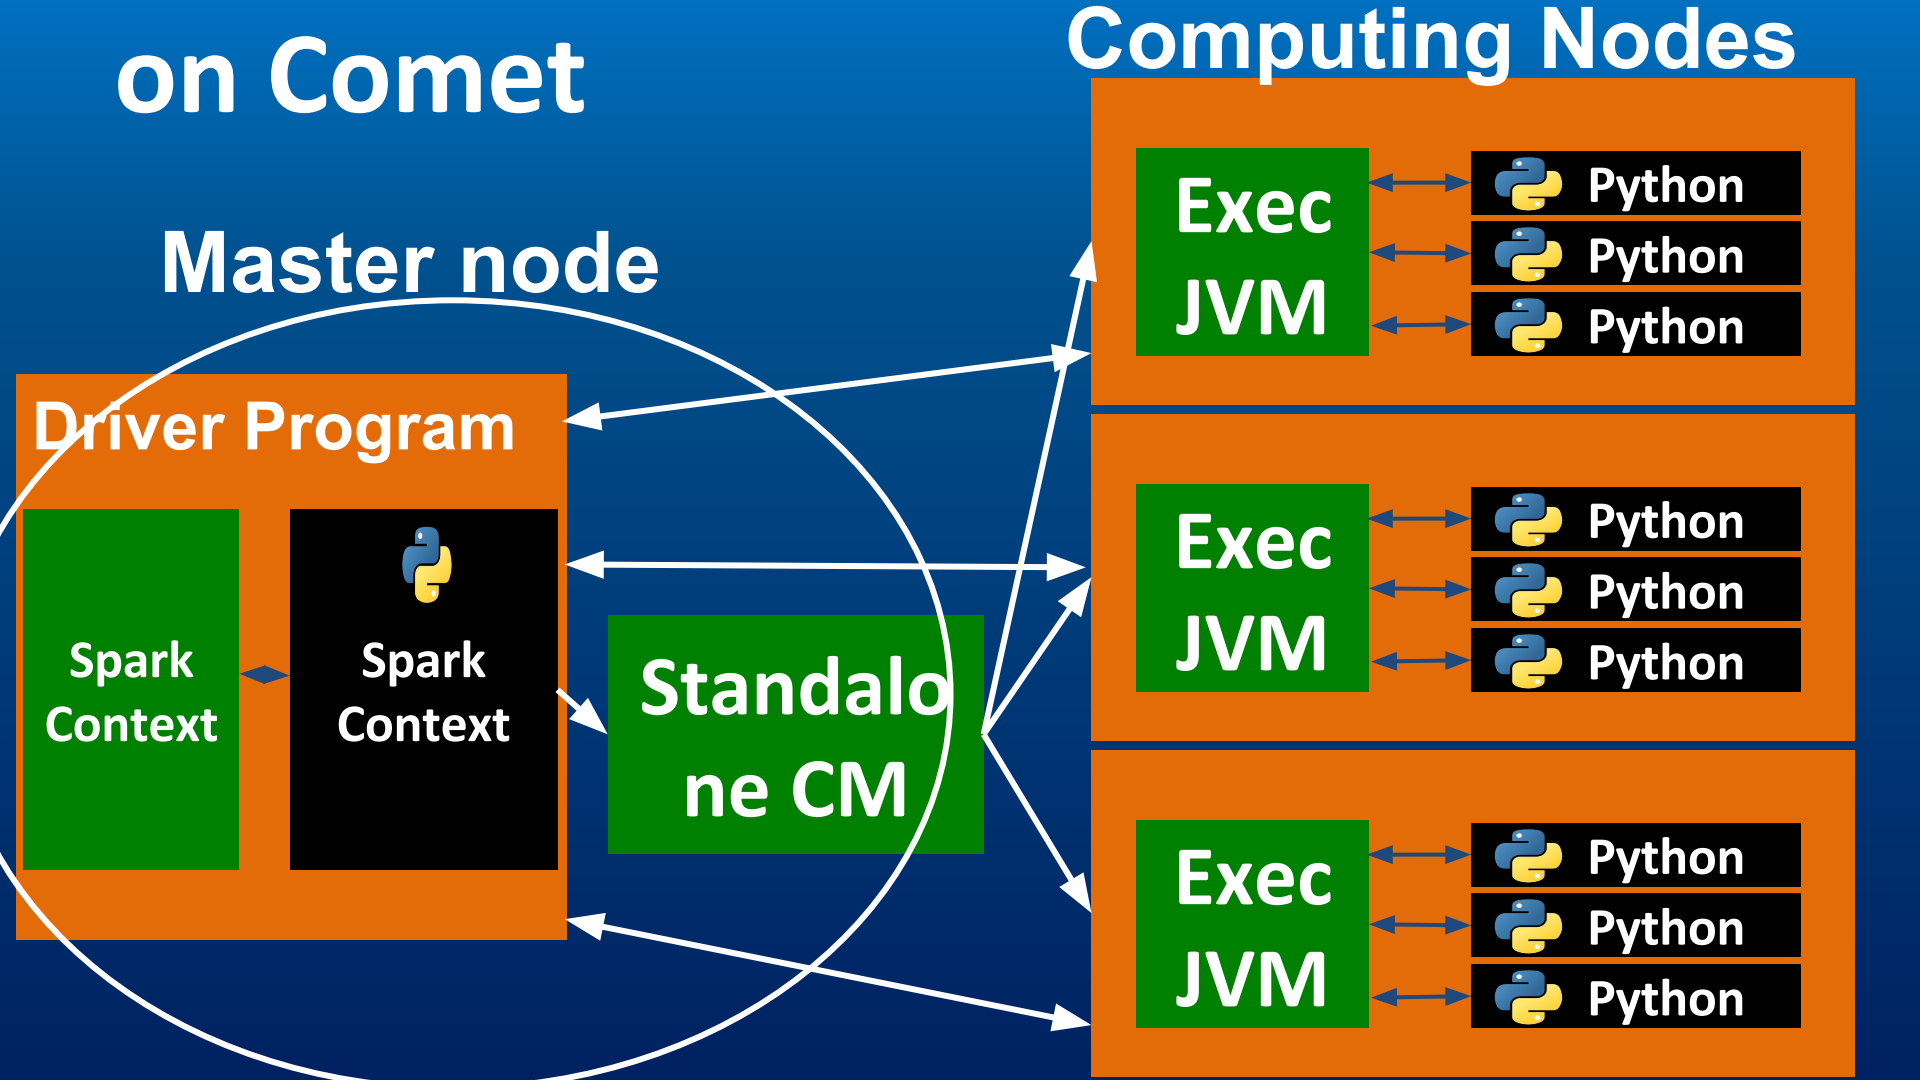 on Comet
Master node
Driver Program
Spark
Context
Spark
Context
Standalo
ne CM
Computing Nodes
Exec
JVM
Python
Python
Python
Exec
JVM
Python
Python
Python
Exec
JVM
Python
Python
Python